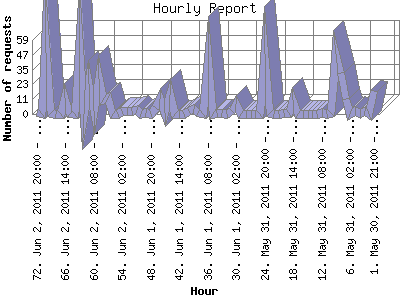 Hourly Report
Number of requests
59
47
35
23
11
0
72. Jun 2, 2011 20:00 - ...
66. Jun 2, 2011 14:00 - ...
60. Jun 2, 2011 08:00 - ...
54. Jun 2, 2011 02:00 - ...
48. Jun 1, 2011 20:00 - ...
42. Jun 1, 2011 14:00 - ...
36. Jun 1, 2011 08:00 - ...
30. Jun 1, 2011 02:00 - ...
24. May 31, 2011 20:00 - ...
18. May 31, 2011 14:00 - ...
12. May 31, 2011 08:00 - ...
6. May 31, 2011 02:00 - ...
1. May 30, 2011 21:00 - ...
Hour